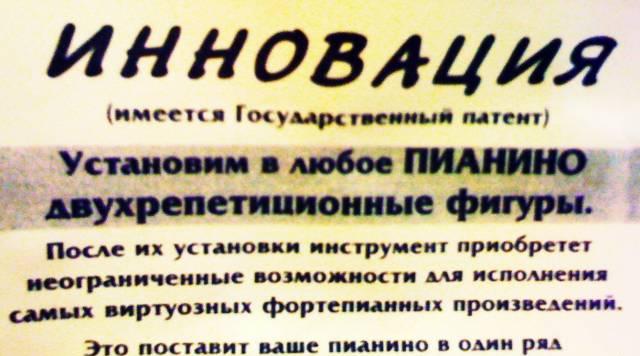 ИННОВАЦИЯ
(имеется Государственный патент)
Установим в любое ПИАНИНО
двухрепетиционные фигуры.
После их установки инструмент приобретет
неограниченные возможности для исполнения
самых виртуозных фортепианных произведений.
Это поставит ваше пианино в один ряд